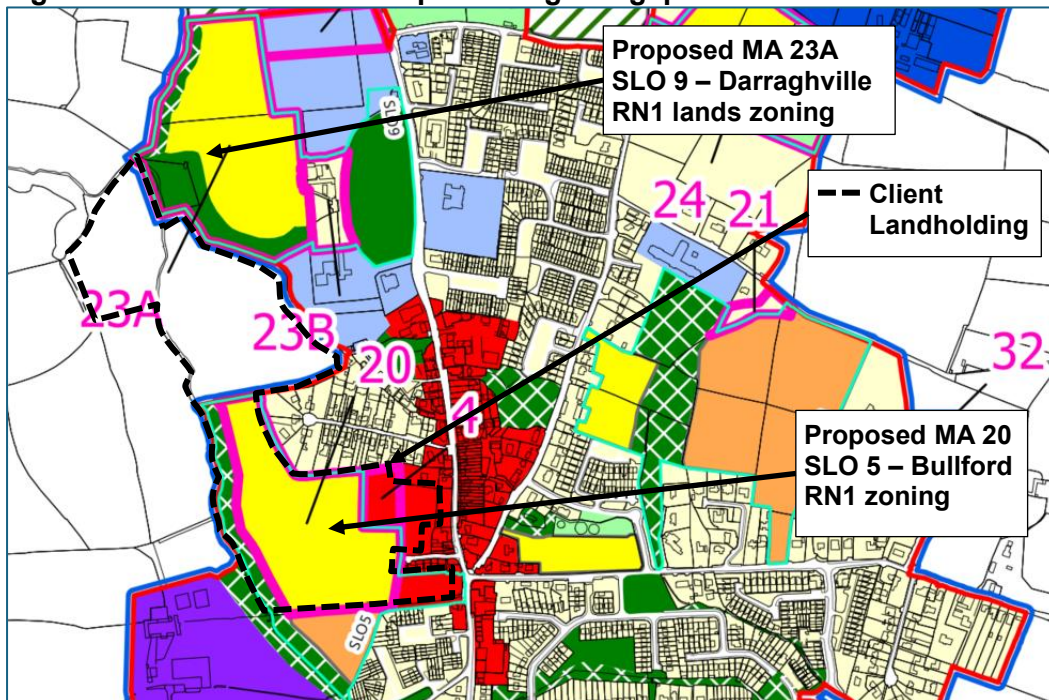 Proposed MA 23A
SLO 9 – Darraghville
RN1 lands zoning
SLO9
Client
Landholding
24
21
23A
23B
20
32
4
Proposed MA 20
SLO 5 – Bullford
RN1 zoning
SLO5